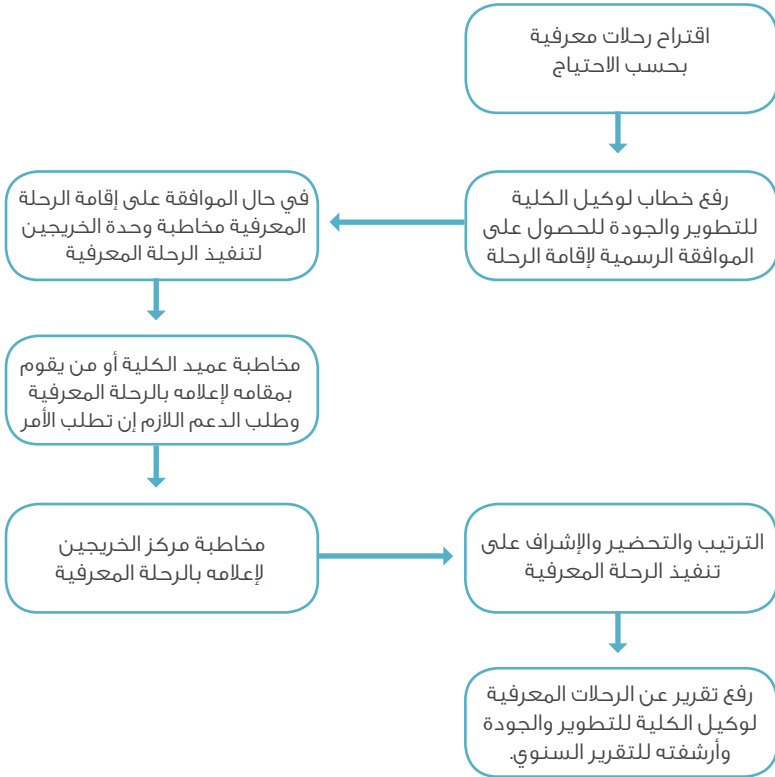 اقتراح رحلات معرفية
بحسب الاحتياج
رفع خطاب لوكيل الكلية
للتطوير والجودة للحصول على
الموافقة الرسمية لإقامة الرحلة
في حال الموافقة على إقامة الرحلة
المعرفية مخاطبة وحدة الخريجين
لتنفيذ الرحلة المعرفية
مخاطبة عميد الكلية أو من يقوم
بمقامه لإعلامه بالرحلة المعرفية
وطلب الدعم اللازم إن تطلب الأمر
مخاطبة مركز الخريجين
لإعلامه بالرحلة المعرفية
الترتيب والتحضير والإشراف على
تنفيذ الرحلة المعرفية
رفع تقرير عن الرحلات المعرفية
لوكيل الكلية للتطوير والجودة
وأرشفته للتقرير السنوي.